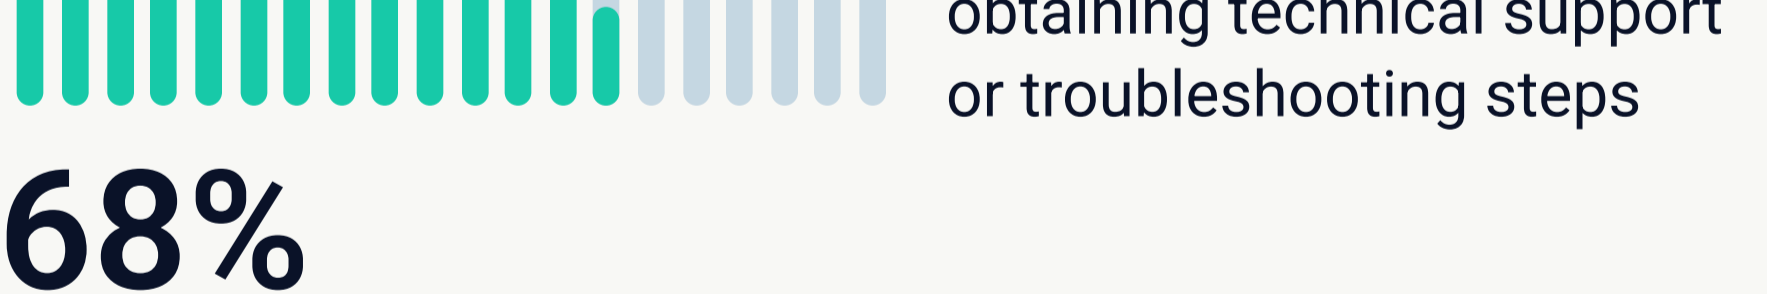 obtaining technical support
or troubleshooting steps
68%